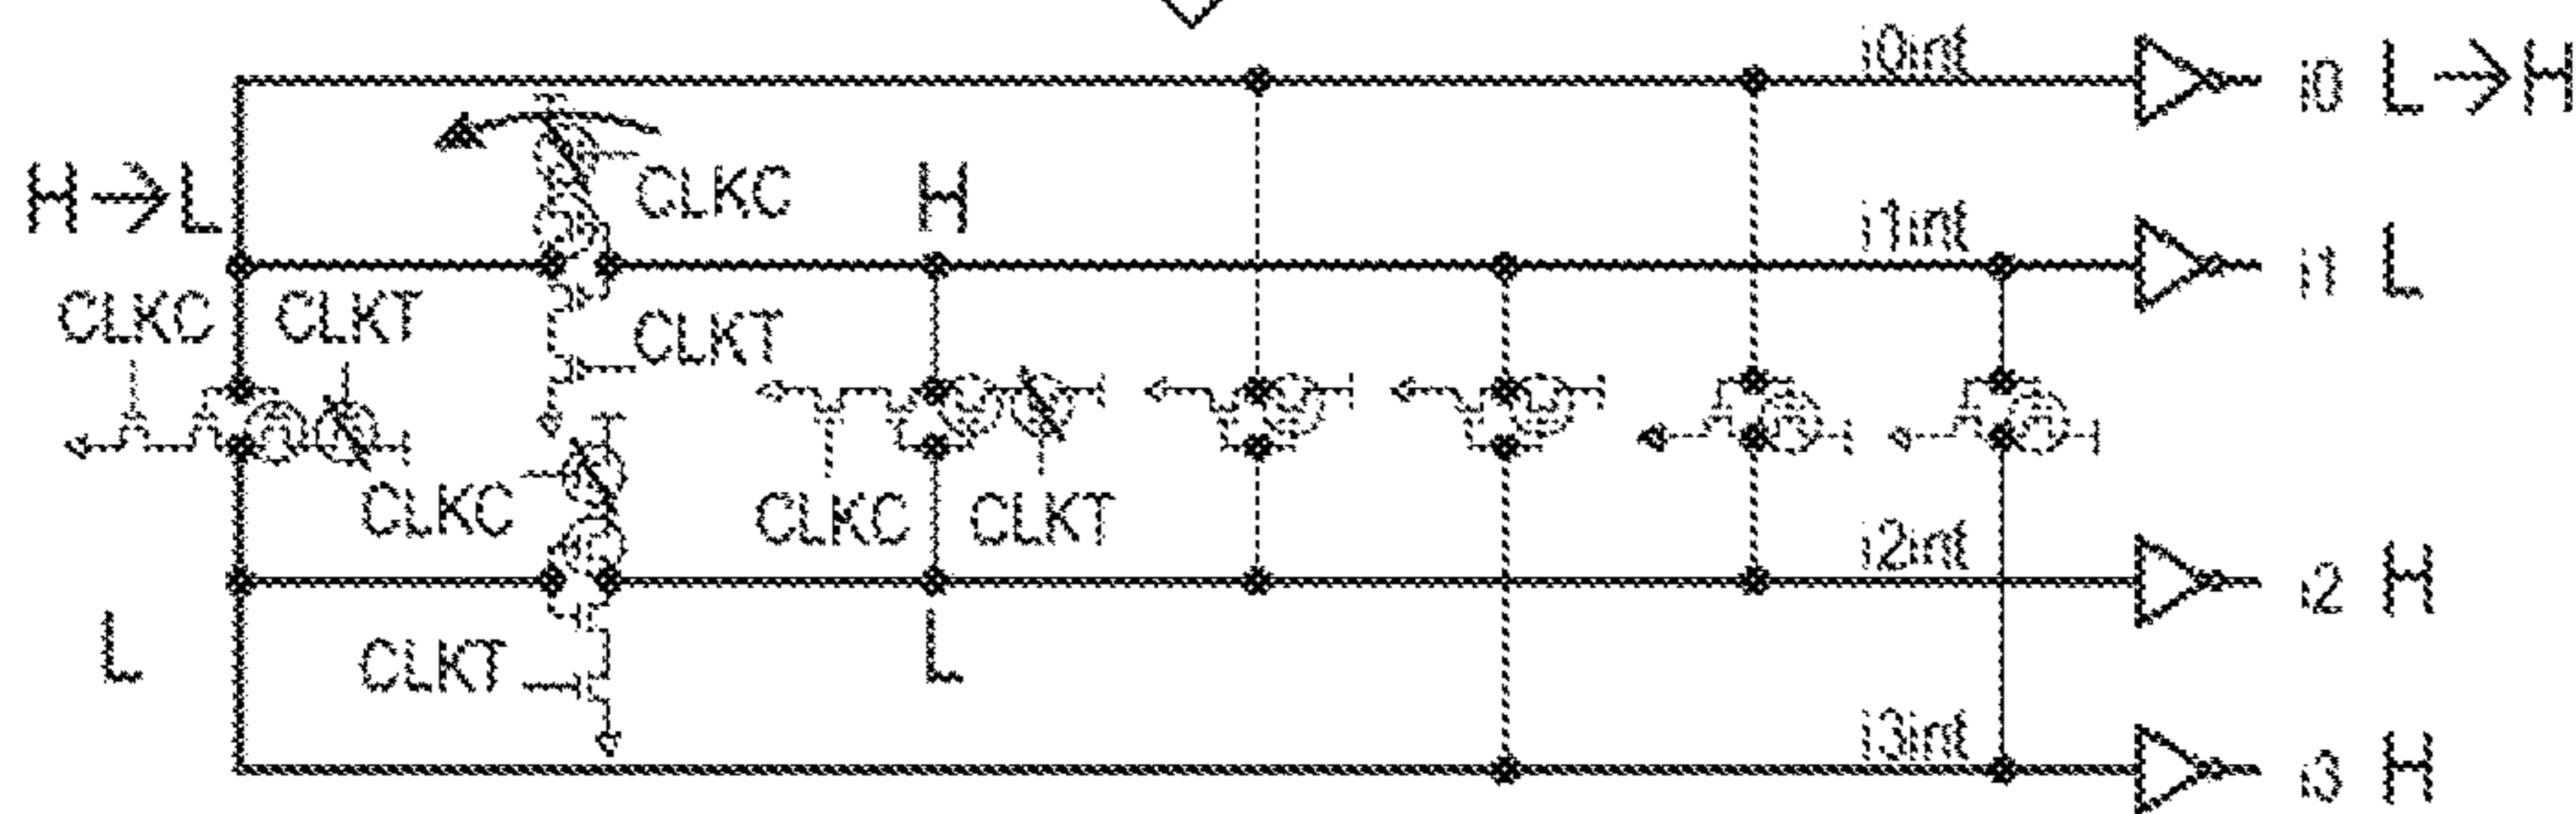 i0int i0 L→H
H→L CLKC H i1int i1 L
CLKC CLKT CLKT
CLKC CLKC CLKT i2int i2 H
L CLKT L
i3int i3 H